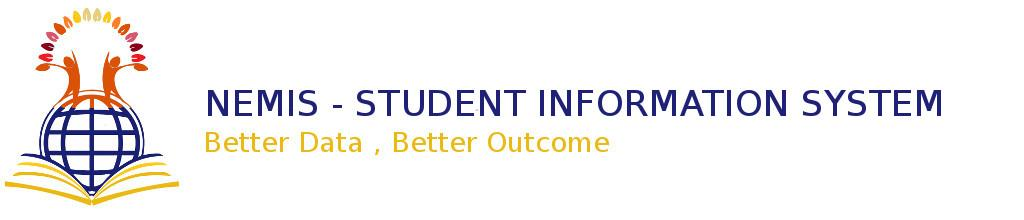 NEMIS - STUDENT INFORMATION SYSTEM
Better Data , Better Outcome